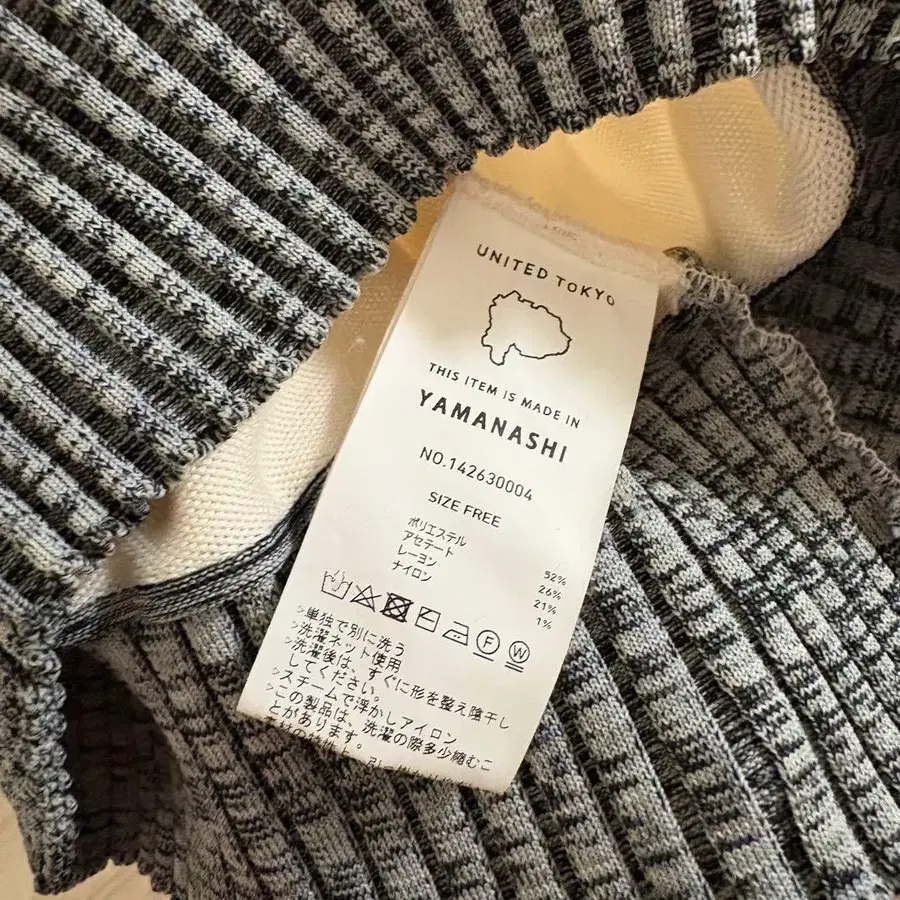 UNITED TOKYO
THIS ITEM IS MADE IN
YAMANASHI
NO.142630004
SIZE FREE
ポリエステル 52%
アセテート 26%
レーヨン 21%
ナイロン 1%
F W
>単独で別に洗う
>洗濯ネット使用
>洗濯後は、すぐに形を整え陰干し
してください。
>スチームで浮かしアイロン
>この製品は、洗濯の際多少縮むこ
とがあります。